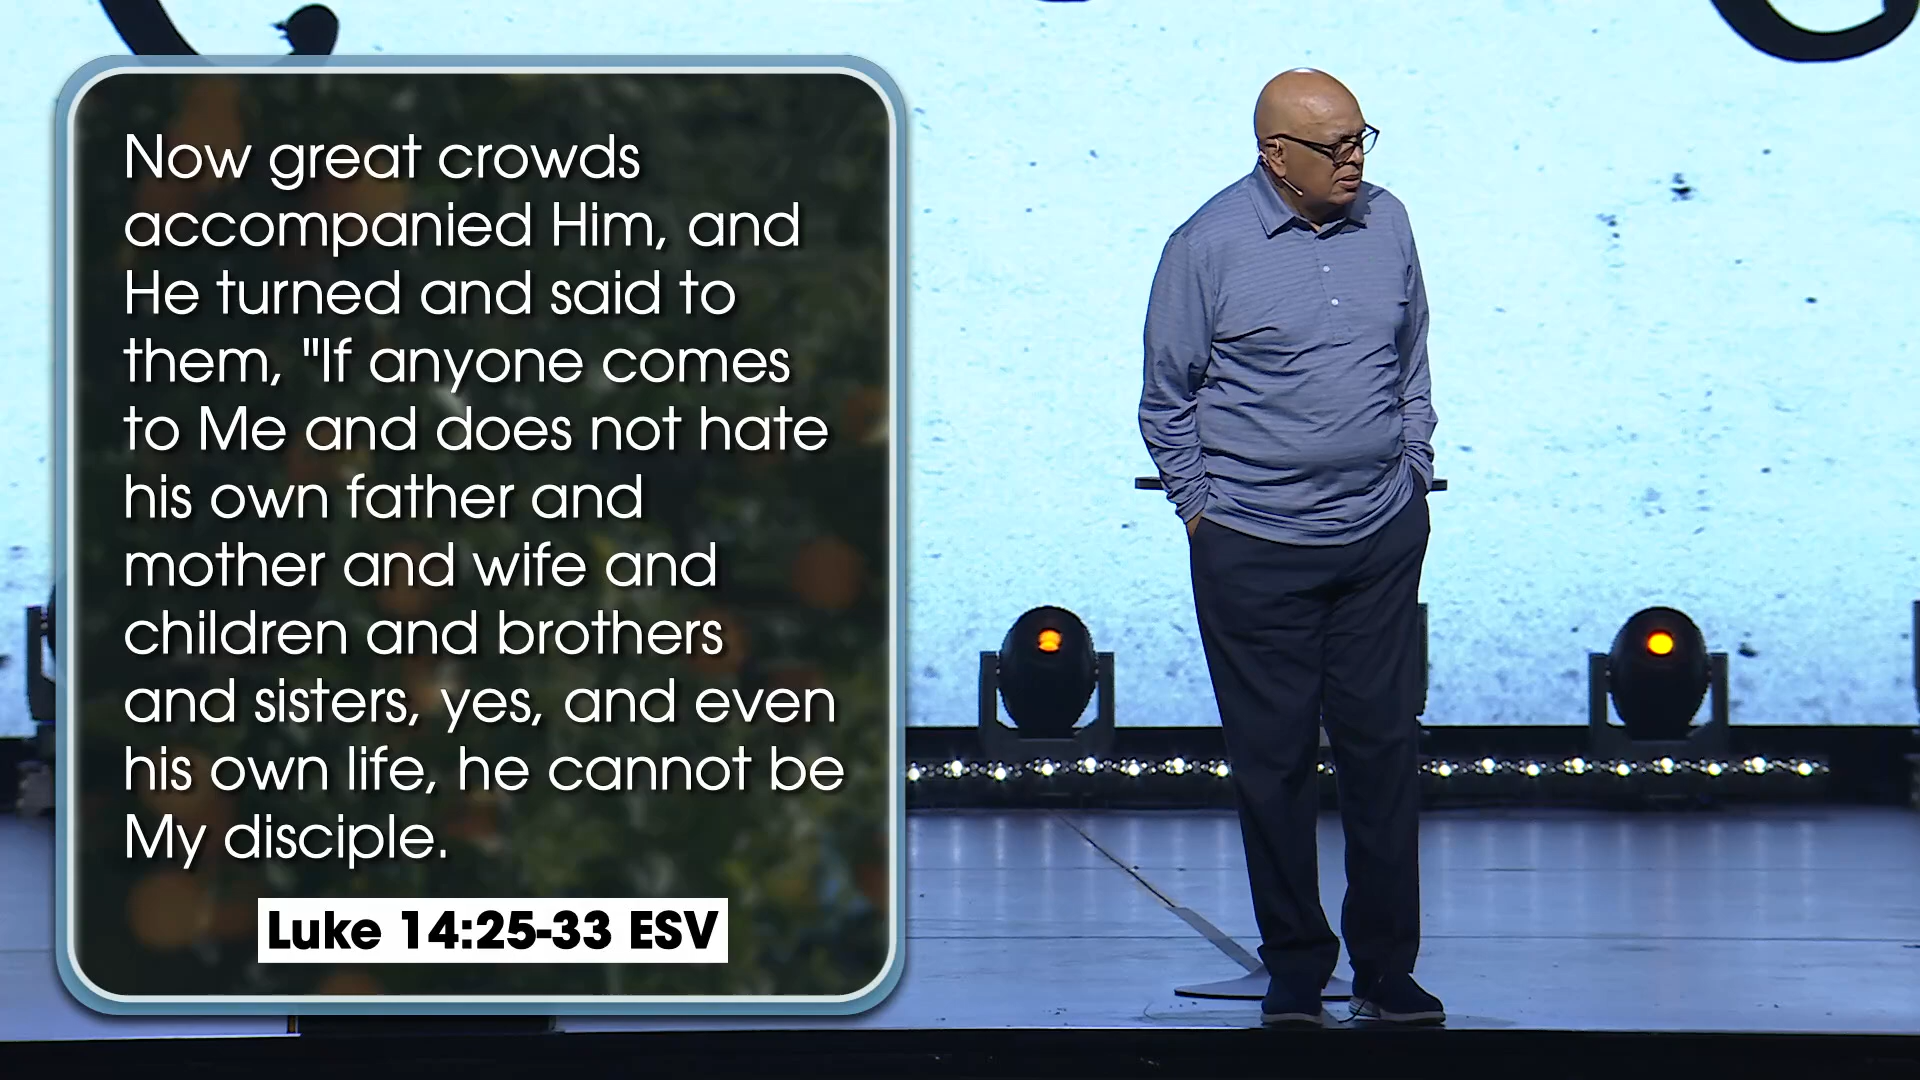 Now great crowds
accompanied Him, and
He turned and said to
them, "If anyone comes
to Me and does not hate
his own father and
mother and wife and
children and brothers
and sisters, yes, and even
his own life, he cannot be
My disciple.
Luke 14:25-33 ESV